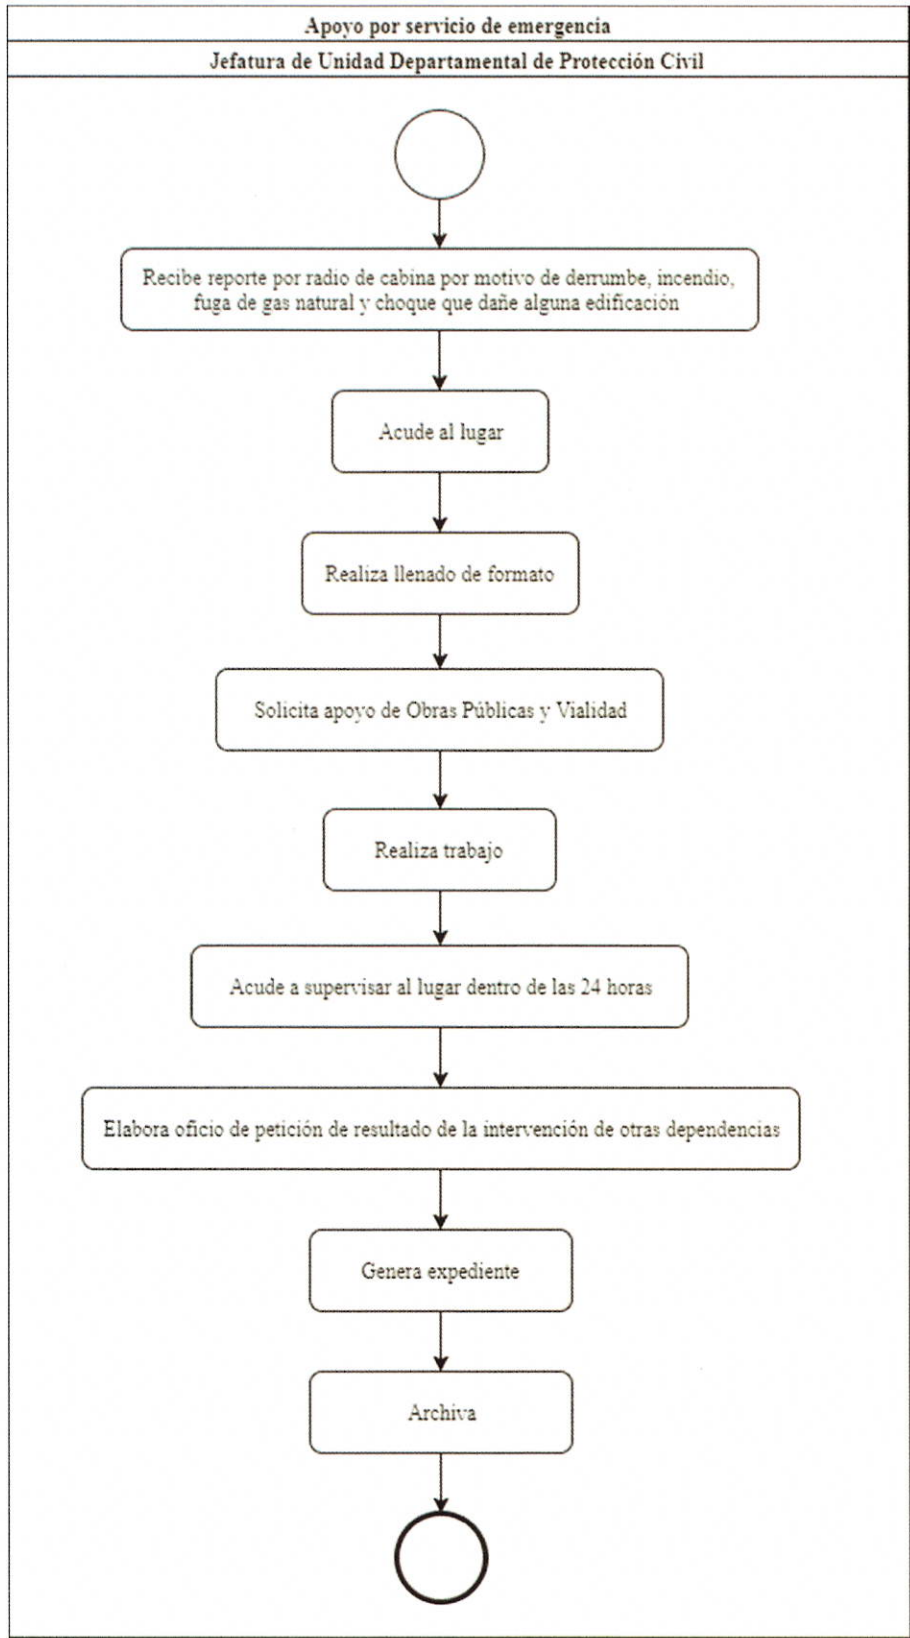 Apoyo por servicio de emergencia
Jefatura de Unidad Departamental de Protección Civil
Recibe reporte por radio de cabina por motivo de derrumbe, incendio,
fuga de gas natural y choque que dañe alguna edificación
Acude al lugar
Realiza llenado de formato
Solicita apoyo de Obras Públicas y Vialidad
Realiza trabajo
Acude a supervisar al lugar dentro de las 24 horas
Elabora oficio de petición de resultado de la intervención de otras dependencias
Genera expediente
Archiva